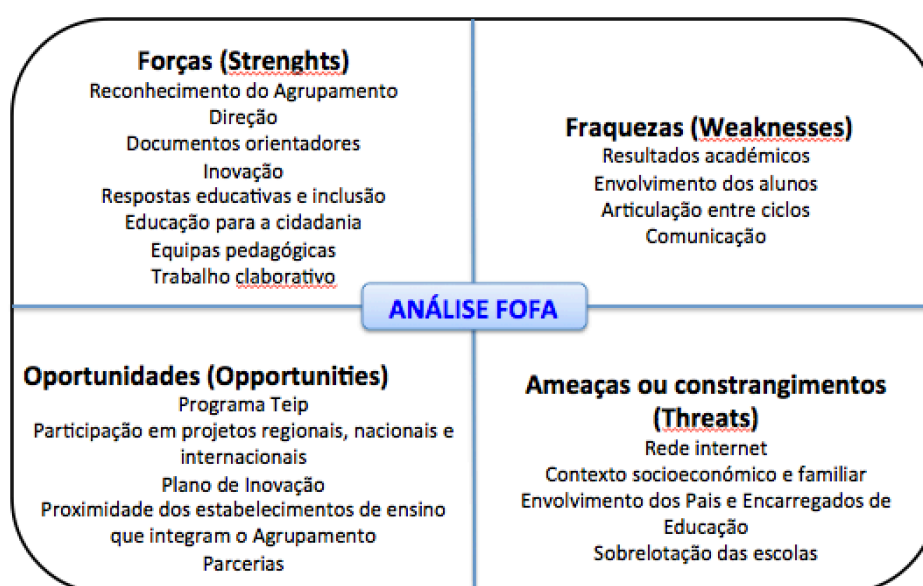 Forças (Strenghts)
Reconhecimento do Agrupamento
Direção
Documentos orientadores
Inovação
Respostas educativas e inclusão
Educação para a cidadania
Equipas pedagógicas
Trabalho claborativo
Fraquezas (Weaknesses)
Resultados académicos
Envolvimento dos alunos
Articulação entre ciclos
Comunicação
ANÁLISE FOFA
Oportunidades (Opportunities)
Programa Teip
Participação em projetos regionais, nacionais e
internacionais
Plano de Inovação
Proximidade dos estabelecimentos de ensino
que integram o Agrupamento
Parcerias
Ameaças ou constrangimentos
(Threats)
Rede internet
Contexto socioeconómico e familiar
Envolvimento dos Pais e Encarregados de
Educação
Sobrelotação das escolas